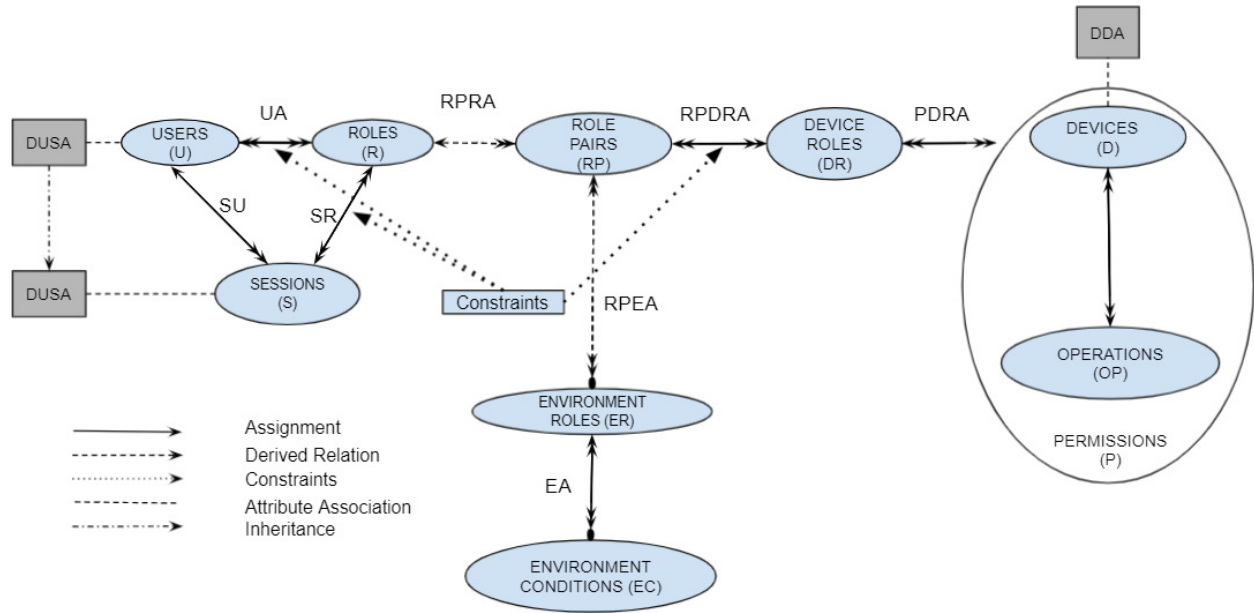 DDA
UA
RPRA
RPDRA
PDRA
DUSA
USERS
(U)
ROLES
(R)
ROLE
PAIRS
(RP)
DEVICE
ROLES
(DR)
DEVICES
(D)
SU
SR
DUSA
SESSIONS
(S)
Constraints
RPEA
OPERATIONS
(OP)
ENVIRONMENT
ROLES (ER)
PERMISSIONS
(P)
Assignment
Derived Relation
Constraints
Attribute Association
Inheritance
EA
ENVIRONMENT
CONDITIONS (EC)